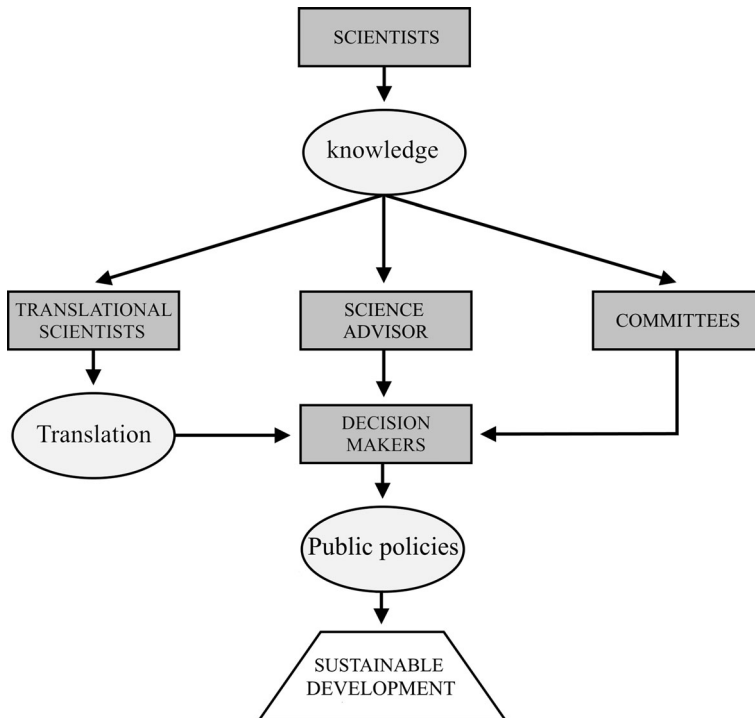 SCIENTISTS
knowledge
TRANSLATIONAL
SCIENTISTS
SCIENCE
ADVISOR
COMMITTEES
Translation
DECISION
MAKERS
Public policies
SUSTAINABLE
DEVELOPMENT